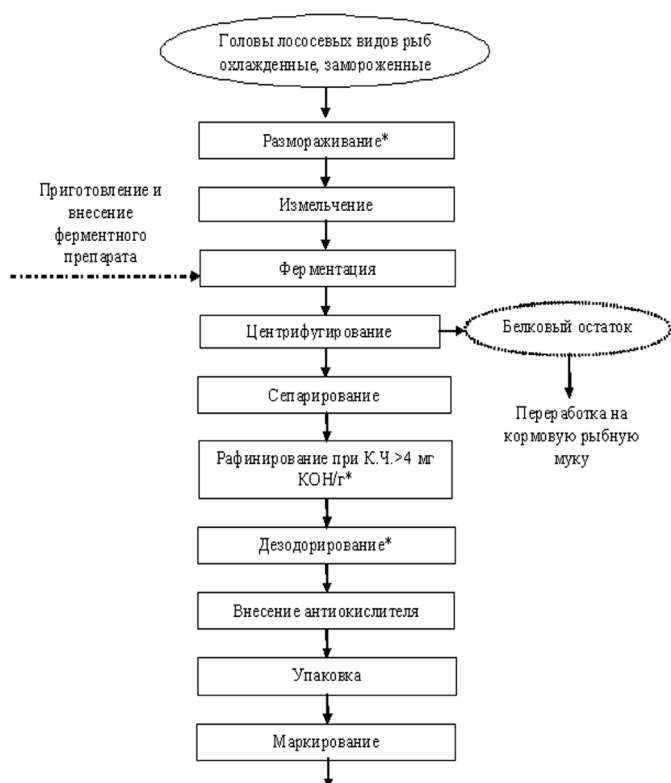 Головы лососевых видов рыб
охлажденные, замороженные
Размораживание*
Измельчение
Приготовление и
внесение
ферментного
препарата
Ферментация
Центрифугирование
Белковый остаток
Сепарирование
Переработка на
кормовую рыбную
муку
Рафинирование при К.Ч.>4 мг
КОН/г*
Дезодорирование*
Внесение антиокислителя
Упаковка
Маркирование